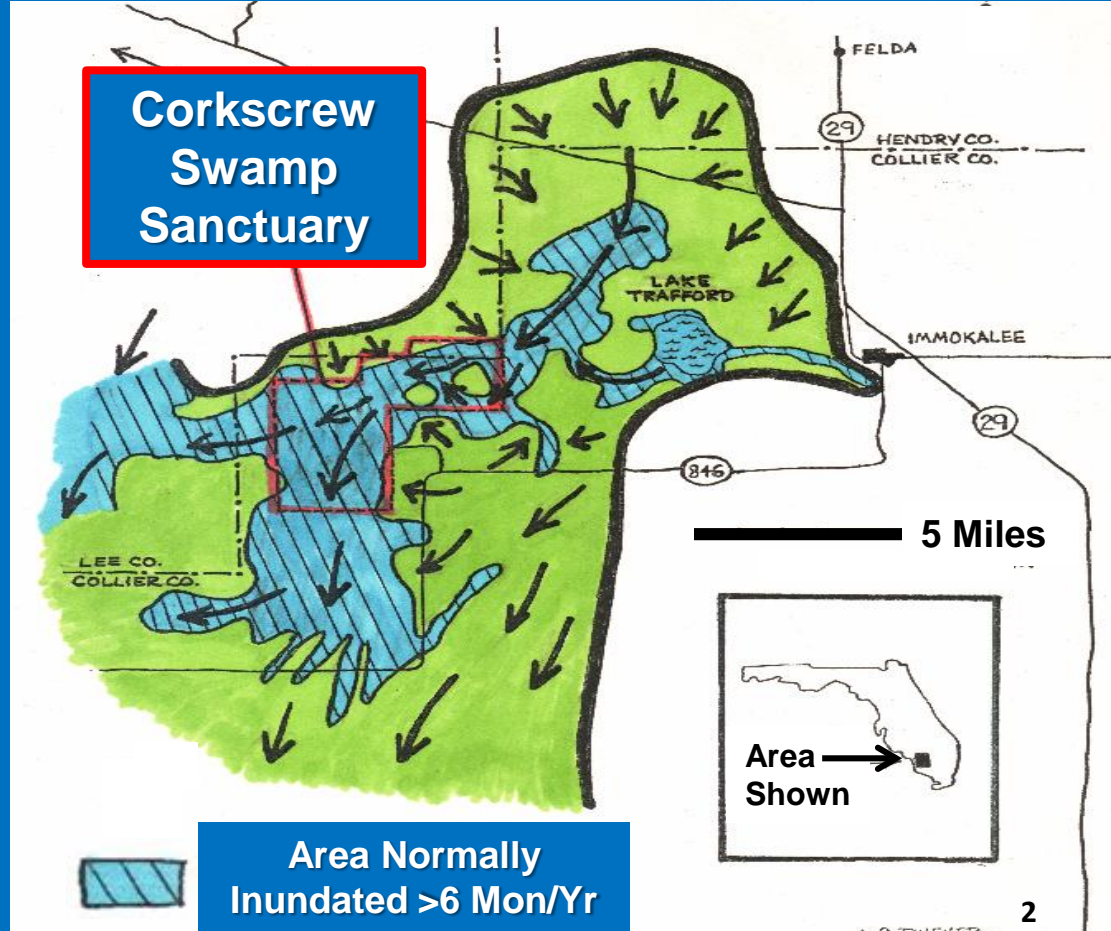 FELDA
Corkscrew
Swamp
Sanctuary
29
HENDRY CO.
COLLIER CO.
LAKE
TRAFFORD
IMMOKALEE
29
846
5 Miles
LEE CO.
COLLIER CO.
Area
Shown
Area Normally
Inundated >6 Mon/Yr
2